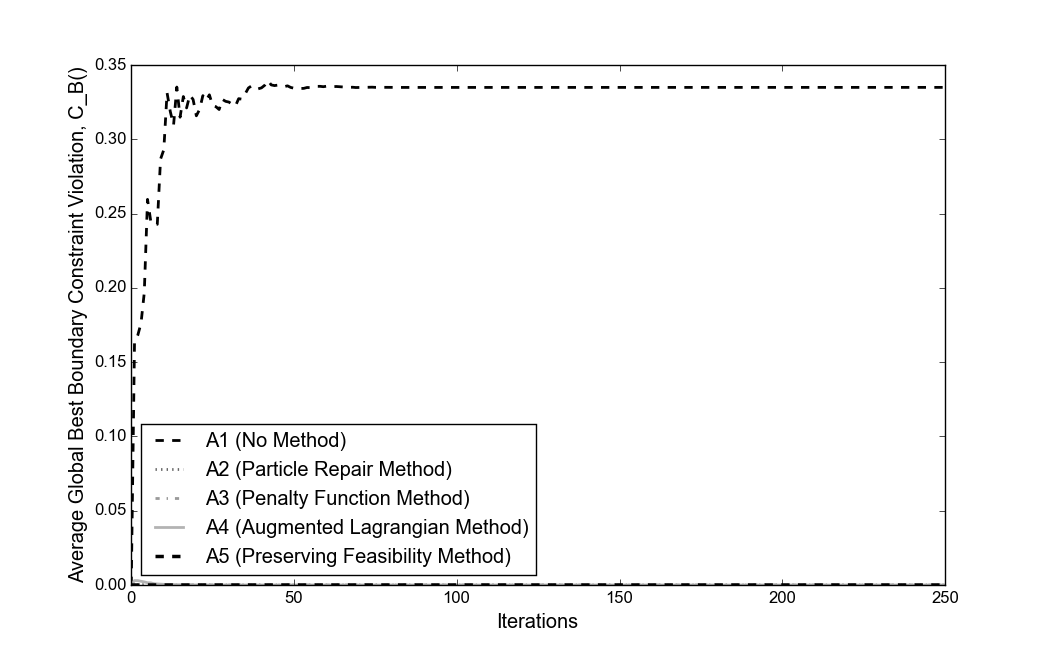 Average Global Best Boundary Constraint Violation, C_B()
0.35
0.30
0.25
0.20
0.15
0.10
0.05
0.00
A1 (No Method)
A2 (Particle Repair Method)
A3 (Penalty Function Method)
A4 (Augmented Lagrangian Method)
A5 (Preserving Feasibility Method)
0 50 100 150 200 250
Iterations